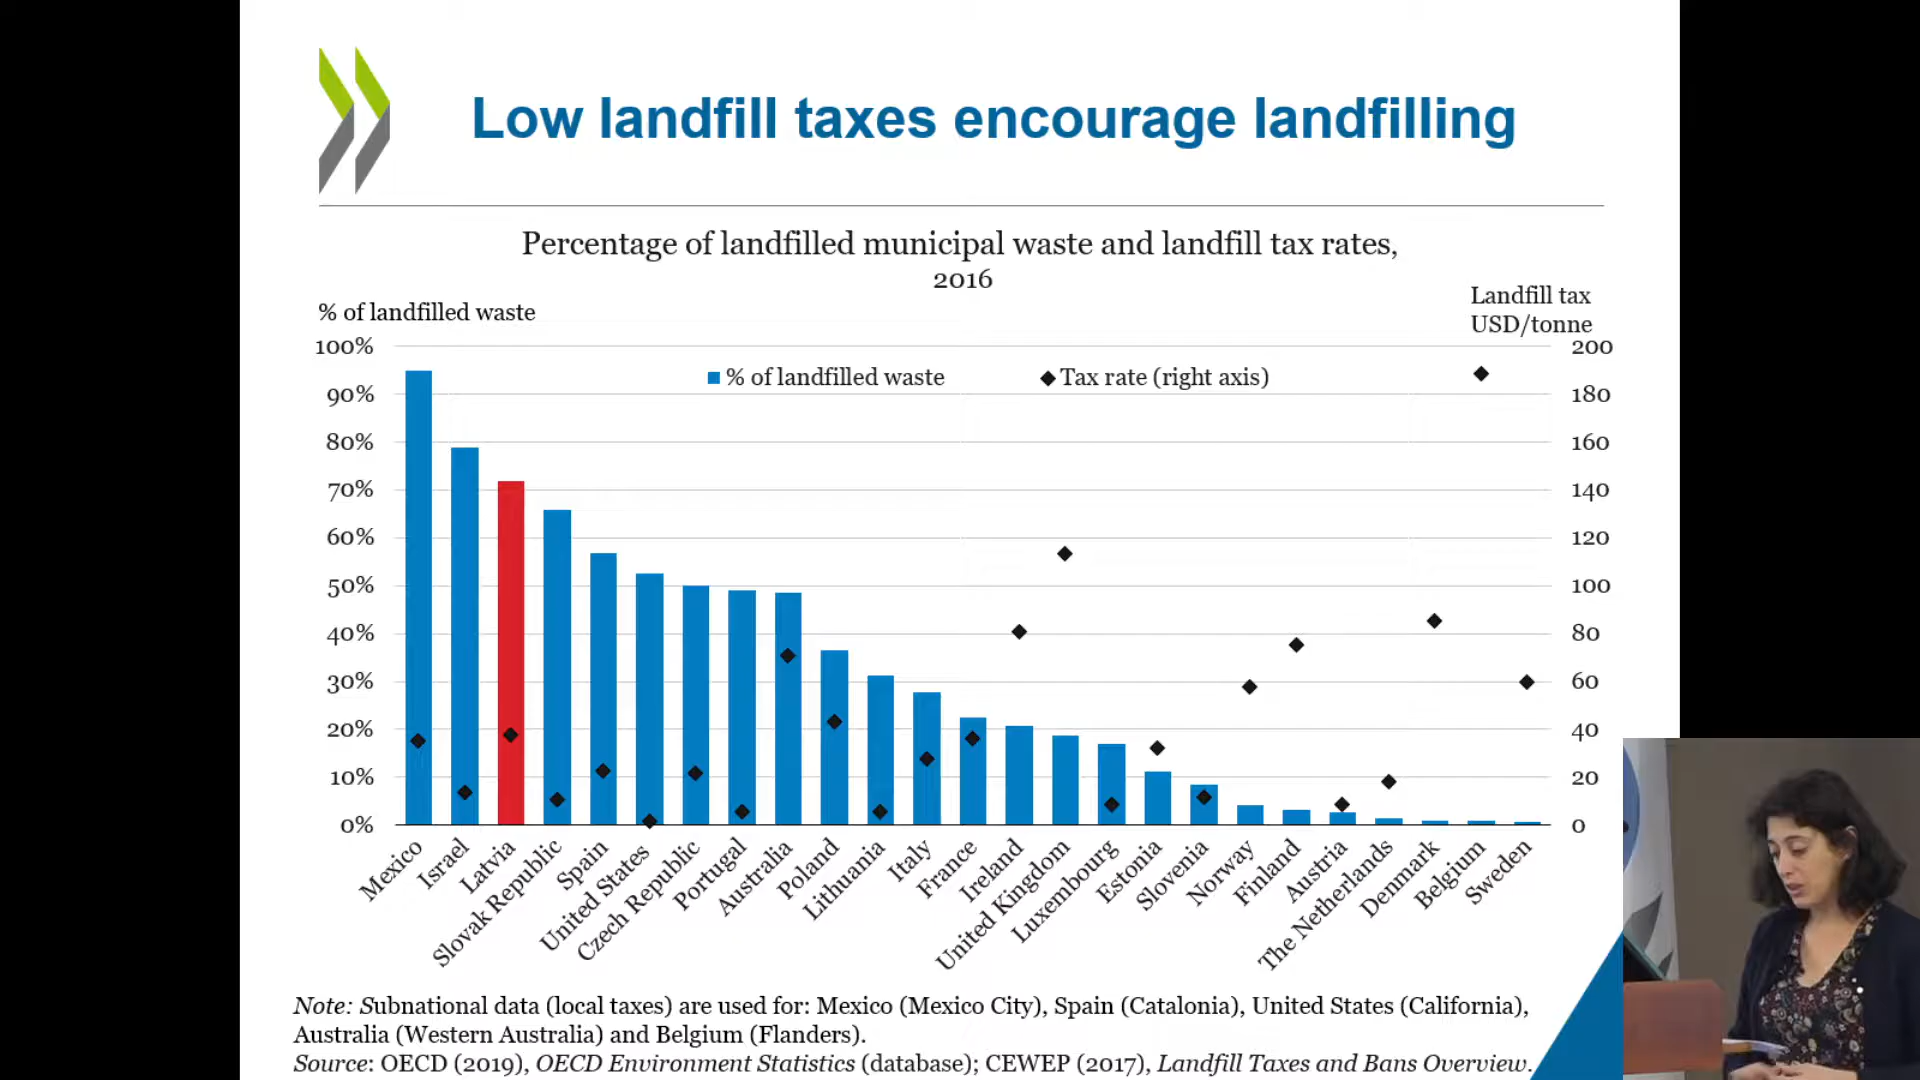 Low landfill taxes encourage landfilling
Percentage of landfilled municipal waste and landfill tax rates,
2016
% of landfilled waste
Landfill tax
USD/tonne
100%
90%
80%
70%
60%
50%
40%
30%
20%
10%
0%
% of landfilled waste
Tax rate (right axis)
200
180
160
140
120
100
80
60
40
20
0
Mexico
Israel
Latvia
Slovak Republic
Spain
United States
Czech Republic
Portugal
Australia
Poland
Lithuania
Italy
France
Ireland
United Kingdom
Luxembourg
Estonia
Slovenia
Norway
Finland
Austria
The Netherlands
Denmark
Belgium
Sweden
Note: Subnational data (local taxes) are used for: Mexico (Mexico City), Spain (Catalonia), United States (California),
Australia (Western Australia) and Belgium (Flanders).
Source: OECD (2019), OECD Environment Statistics (database); CEWEP (2017), Landfill Taxes and Bans Overview.